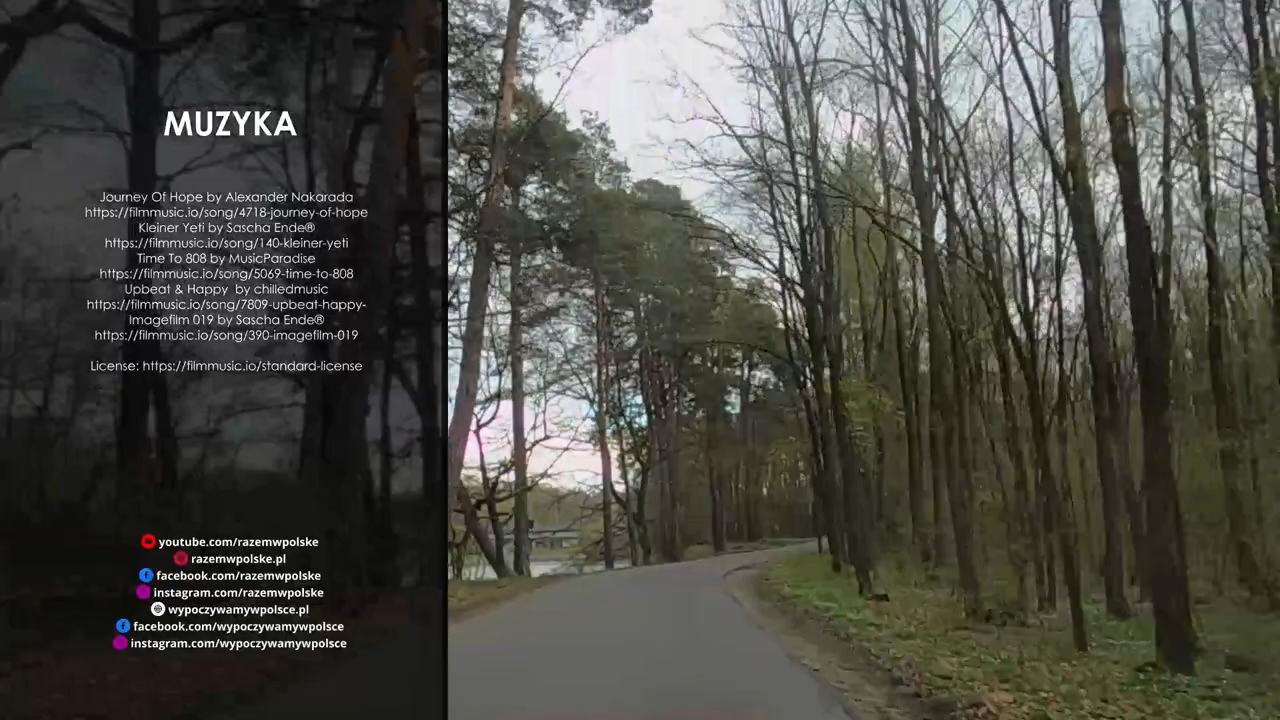 MUZYKA
Journey Of Hope by Alexander Nakarada
https://filmmusic.io/song/4718-journey-of-hope
Kleiner Yeti by Sascha Ende®
https://filmmusic.io/song/140-kleiner-yeti
Time To 808 by MusicParadise
https://filmmusic.io/song/5069-time-to-808
Upbeat & Happy  by chilledmusic
https://filmmusic.io/song/7809-upbeat-happy-
Imagefilm 019 by Sascha Ende®
https://filmmusic.io/song/390-imagefilm-019
License: https://filmmusic.io/standard-license
youtube.com/razemwpolske
razemwpolske.pl
facebook.com/razemwpolske
instagram.com/razemwpolske
wypoczywamywpolsce.pl
facebook.com/wypoczywamywpolsce
instagram.com/wypoczywamywpolsce